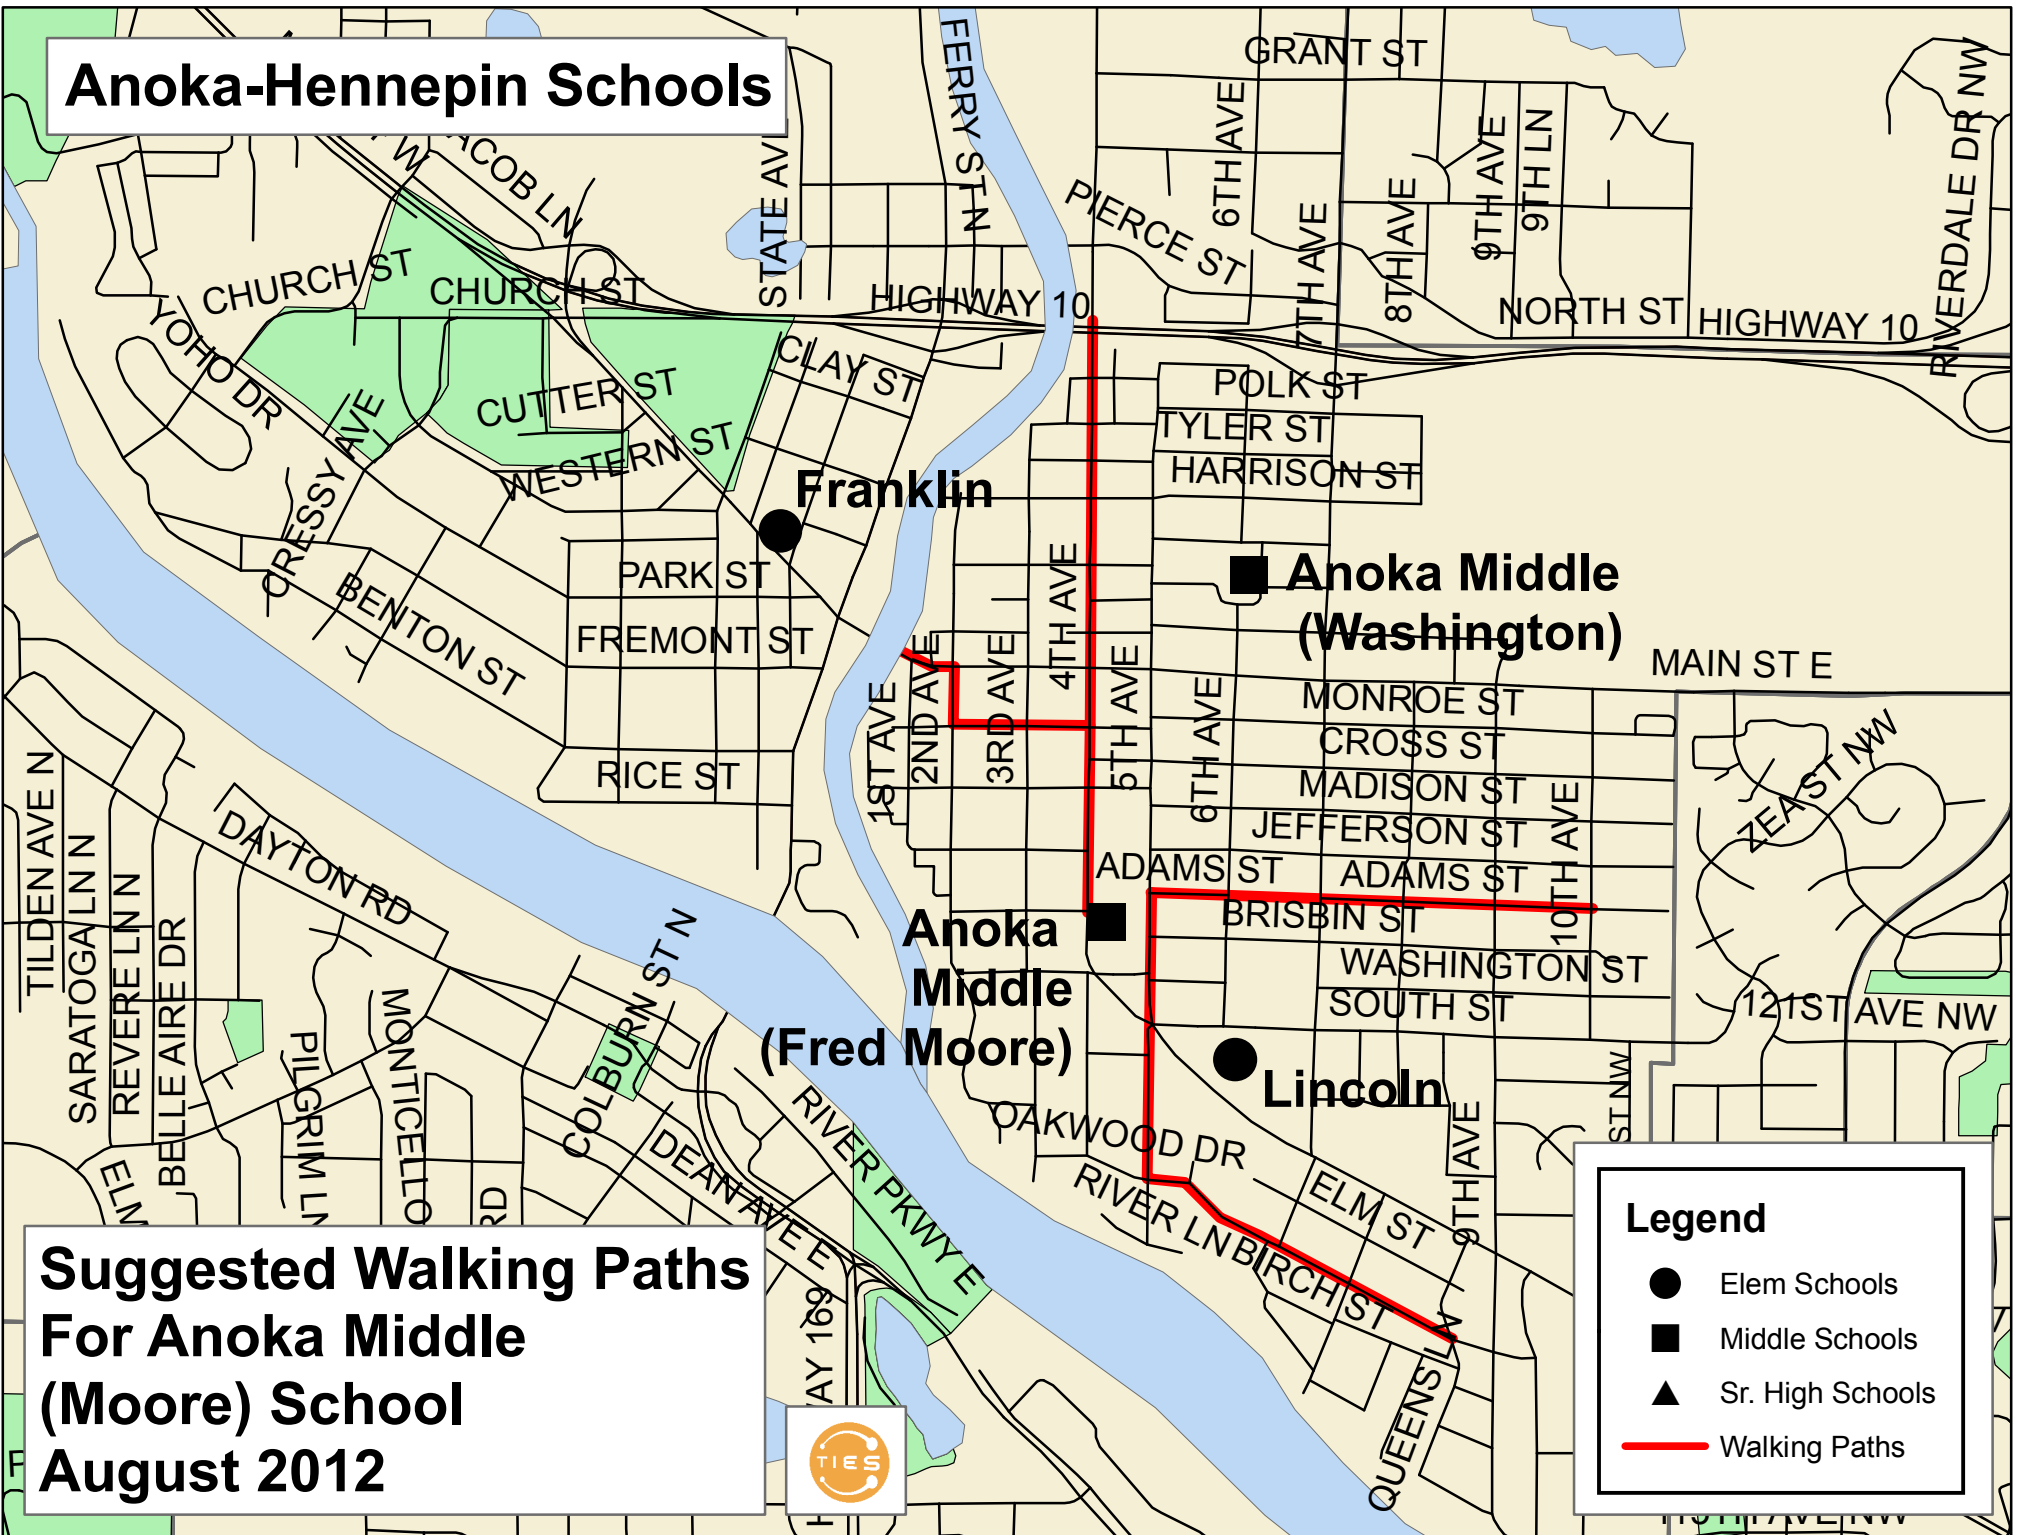 Anoka-Hennepin Schools
FERRY ST N
GRANT ST
6TH AVE
9TH AVE
9TH LN
RIVERDALE DR NW
ACOB LN
STATE AVE
PIERCE ST
7TH AVE
8TH AVE
CHURCH ST
CHURCH ST
HIGHWAY 10
NORTH ST
HIGHWAY 10
YOHO DR
CLAY ST
CUTTER ST
POLK ST
TYLER ST
CRESSY AVE
WESTERN ST
HARRISON ST
Franklin
PARK ST
4TH AVE
Anoka Middle
(Washington)
BENTON ST
FREMONT ST
MAIN ST E
1ST AVE
2ND AVE
3RD AVE
5TH AVE
6TH AVE
MONROE ST
CROSS ST
RICE ST
MADISON ST
JEFFERSON ST
ZEA ST NW
TILDEN AVE N
SARATOGA LN N
REVERE LN N
BELLE AIRE DR
DAYTON RD
ADAMS ST
ADAMS ST
10TH AVE
BRISBIN ST
Anoka
Middle
(Fred Moore)
WASHINGTON ST
SOUTH ST
121ST AVE NW
COLBURN ST N
MONTICELLO
PILGRIM LN
Lincoln
ST NW
RIVER PKWY E
OAKWOOD DR
9TH AVE
DEAN AVE E
ELM
RD
RIVER LN
ELM ST
BIRCH ST
QUEENS LN
Suggested Walking Paths
For Anoka Middle
(Moore) School
August 2012
TIES
Legend
Elem Schools
Middle Schools
Sr. High Schools
Walking Paths